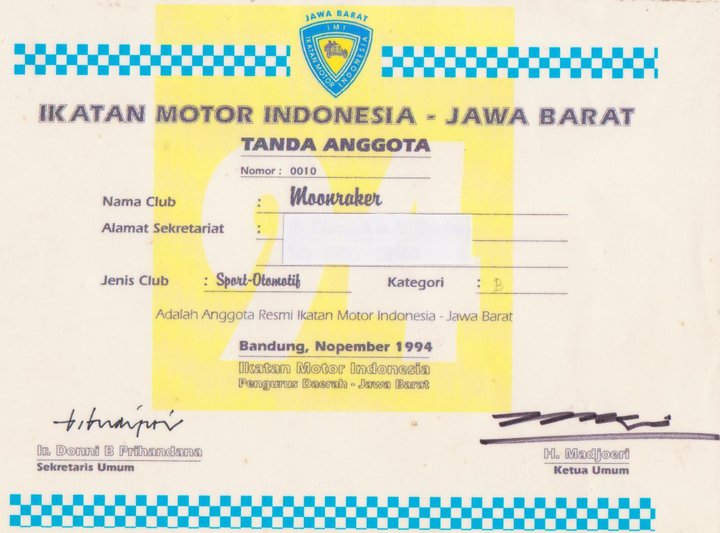 JAWA BARAT
IMI
IKATAN MOTOR INDONESIA
IKATAN MOTOR INDONESIA - JAWA BARAT
TANDA ANGGOTA
Nomor : 0010
94
Nama Club : Moonraker
Alamat Sekretariat :
Jenis Club : Sport-Otomotif Kategori : B
Adalah Anggota Resmi Ikatan Motor Indonesia - Jawa Barat
Bandung, Nopember 1994
Ikatan Motor Indonesia
Pengurus Daerah - Jawa Barat
Ir. Donni B Prihandana
Sekretaris Umum
H. Madjoeri
Ketua Umum